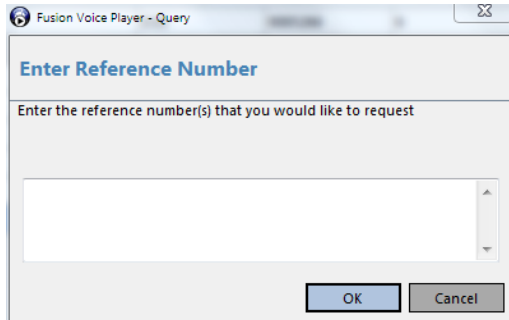 Fusion Voice Player - Query
Enter Reference Number
Enter the reference number(s) that you would like to request
OK
Cancel